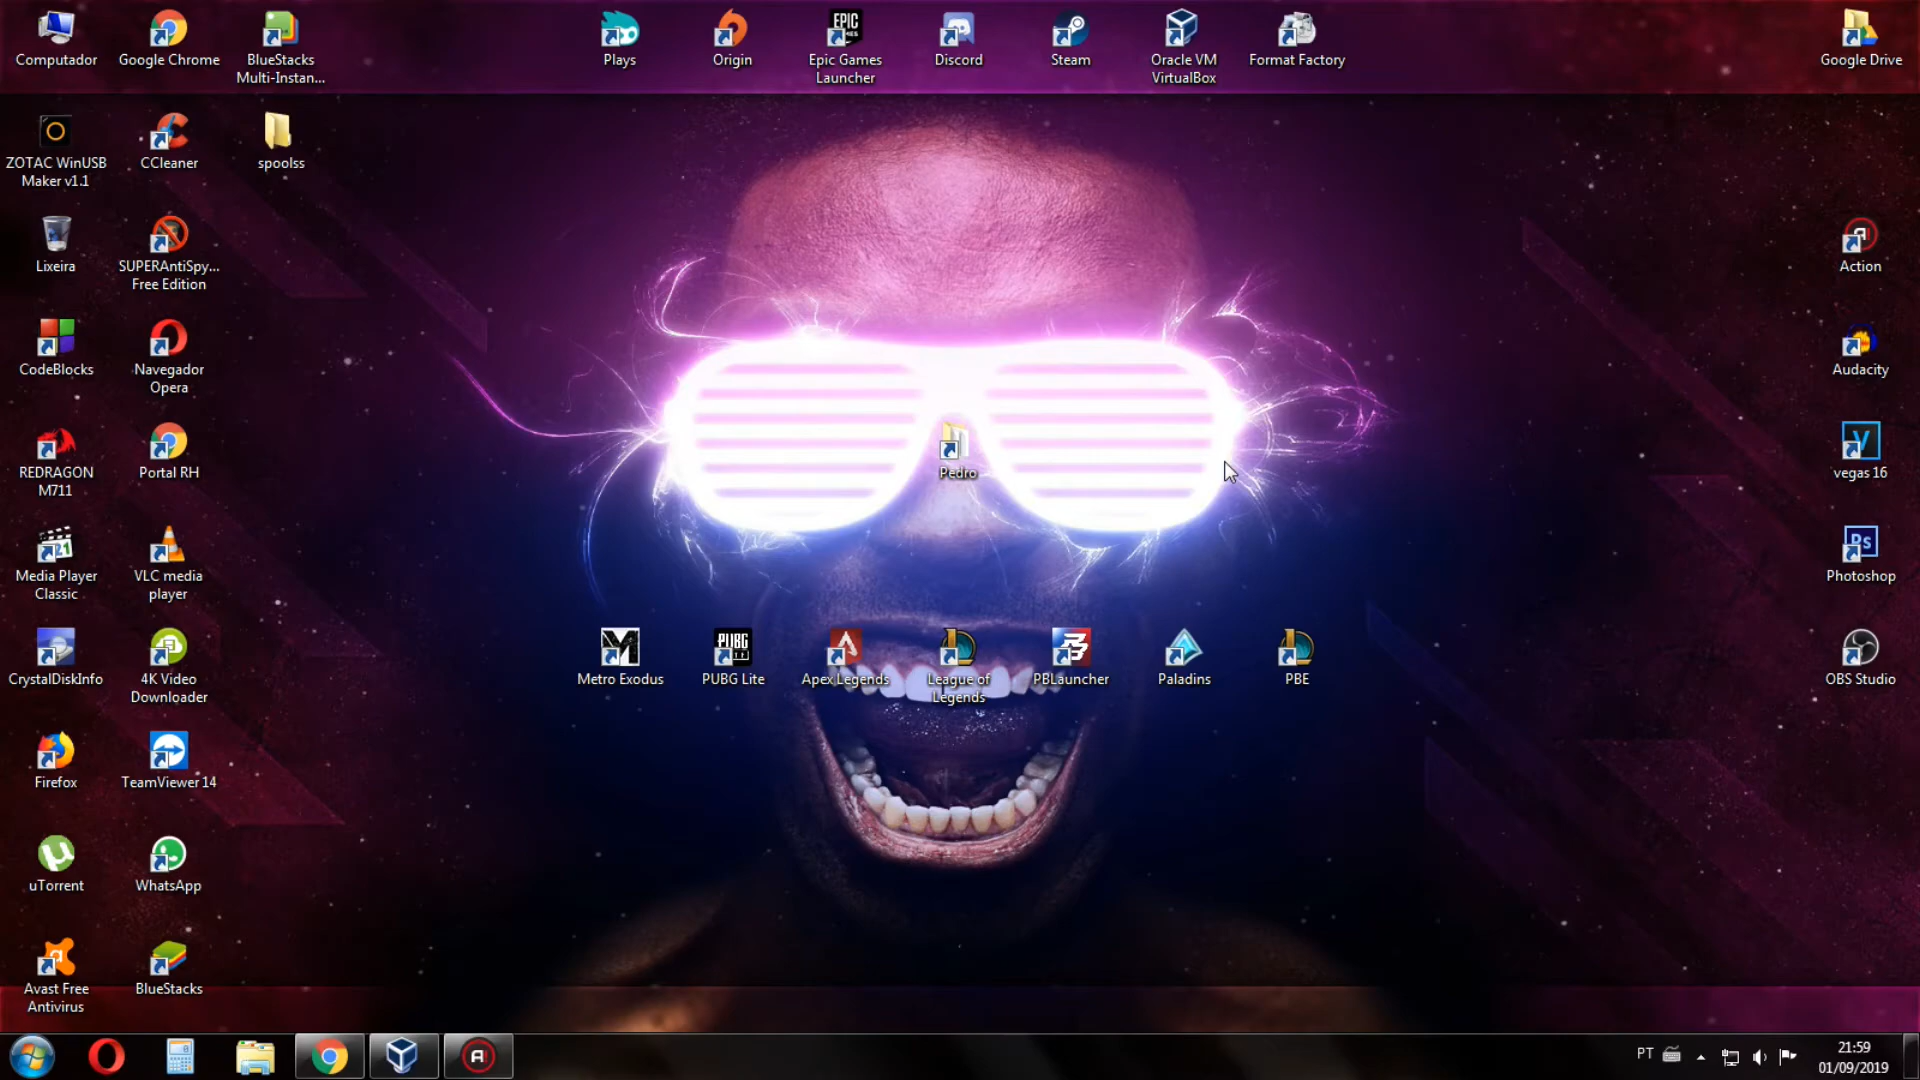 Computador
Google Chrome
BlueStacks
Multi-Instan...
Plays
Origin
Epic Games
Launcher
Discord
Steam
Oracle VM
VirtualBox
Format Factory
Google Drive
ZOTAC WinUSB
Maker v1.1
CCleaner
spoolss
Lixeira
SUPERAntiSpy...
Free Edition
Action
CodeBlocks
Navegador
Opera
Audacity
REDRAGON
M711
Portal RH
Pedro
vegas 16
Media Player
Classic
VLC media
player
Photoshop
CrystalDiskInfo
4K Video
Downloader
Metro Exodus
PUBG Lite
Apex Legends
League of
Legends
PBLauncher
Paladins
PBE
OBS Studio
Firefox
TeamViewer 14
uTorrent
WhatsApp
Avast Free
Antivirus
BlueStacks
PT
21:59
01/09/2019